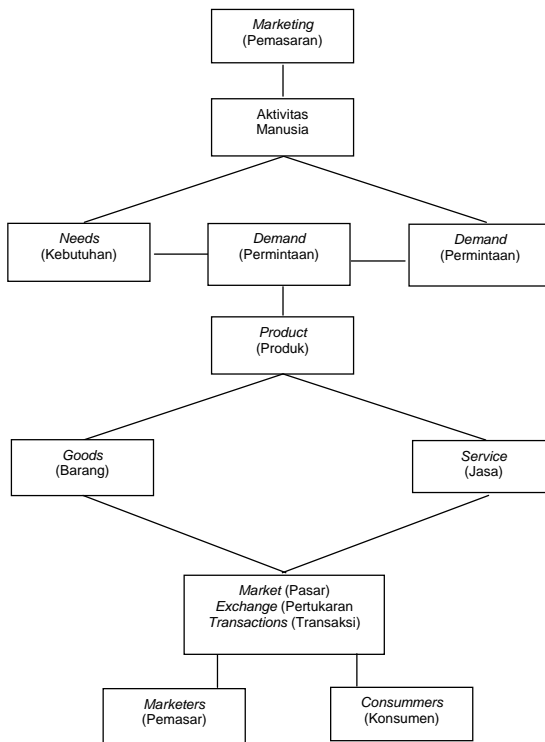 Marketing
(Pemasaran)
Aktivitas
Manusia
Needs
(Kebutuhan)
Demand
(Permintaan)
Demand
(Permintaan)
Product
(Produk)
Goods
(Barang)
Service
(Jasa)
Market (Pasar)
Exchange (Pertukaran
Transactions (Transaksi)
Marketers
(Pemasar)
Consummers
(Konsumen)